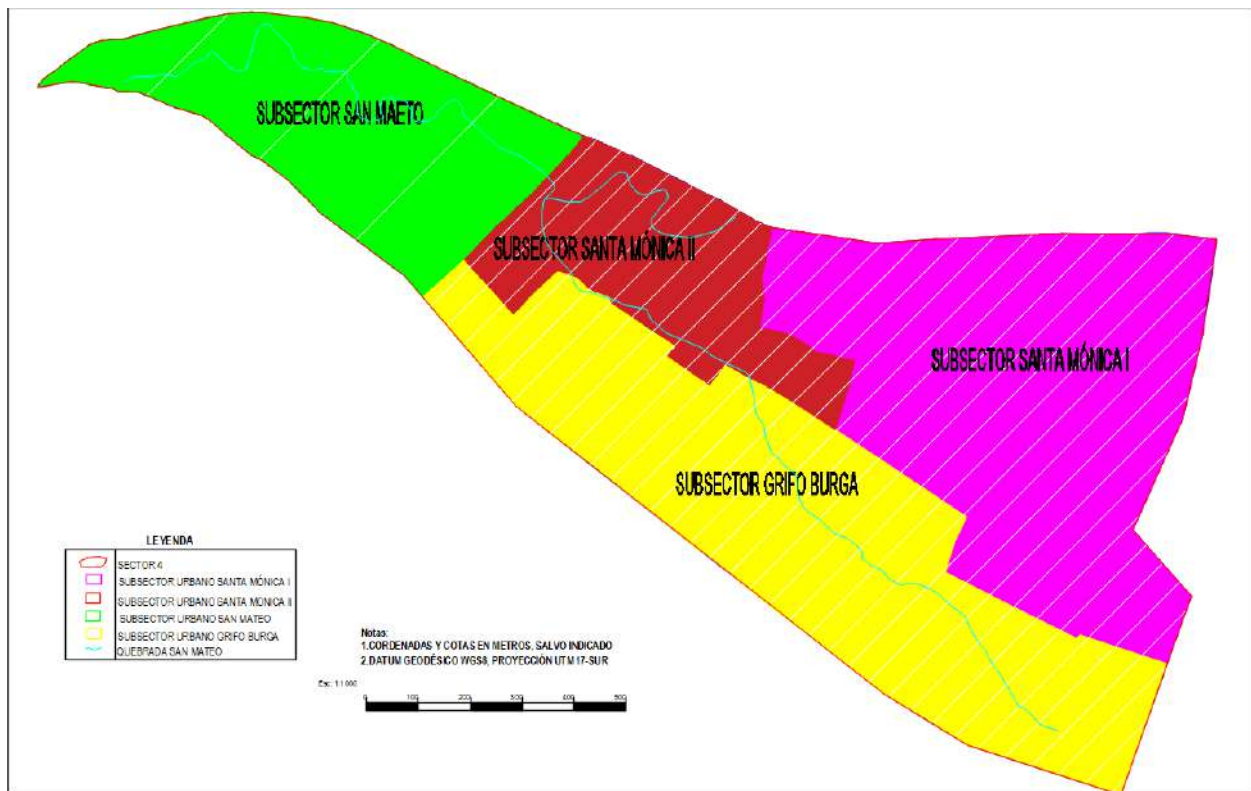 SUBSECTOR SAN MAETO
SUBSECTOR SANTA MÓNICA II
SUBSECTOR SANTA MÓNICA I
SUBSECTOR GRIFO BURGA
LEYENDA
SECTOR 4
SUBSECTOR URBANO SANTA MÓNICA I
SUBSECTOR URBANO SANTA MÓNICA II
SUBSECTOR URBANO SAN MATEO
SUBSECTOR URBANO GRIFO BURGA
QUEBRADA SAN MATEO
Notas:
1.CORDENADAS Y COTAS EN METROS, SALVO INDICADO
2.DATUM GEODÉSICO WGS8, PROYECCIÓN UTM 17-SUR
Esc: 1:1000
0 100 200 300 400 500